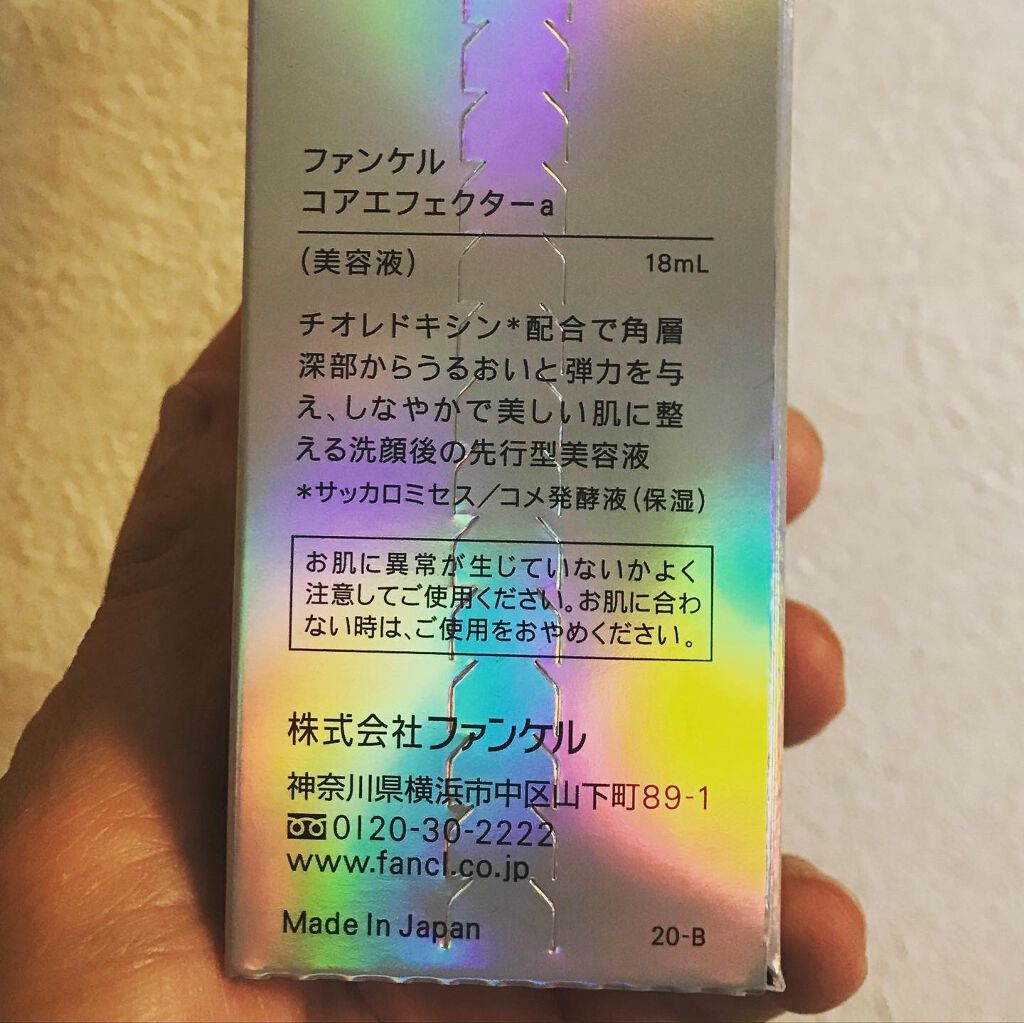 ファンケル
コアエフェクターa
(美容液) 18mL
チオレドキシン*配合で角層
深部からうるおいと弾力を与
え、しなやかで美しい肌に整
える洗顔後の先行型美容液
*サッカロミセス／コメ発酵液(保湿)
お肌に異常が生じていないかよく
注意してご使用ください。お肌に合わ
ない時は、ご使用をおやめください。
株式会社ファンケル
神奈川県横浜市中区山下町89-1
0120-30-2222
www.fancl.co.jp
Made In Japan 20-B